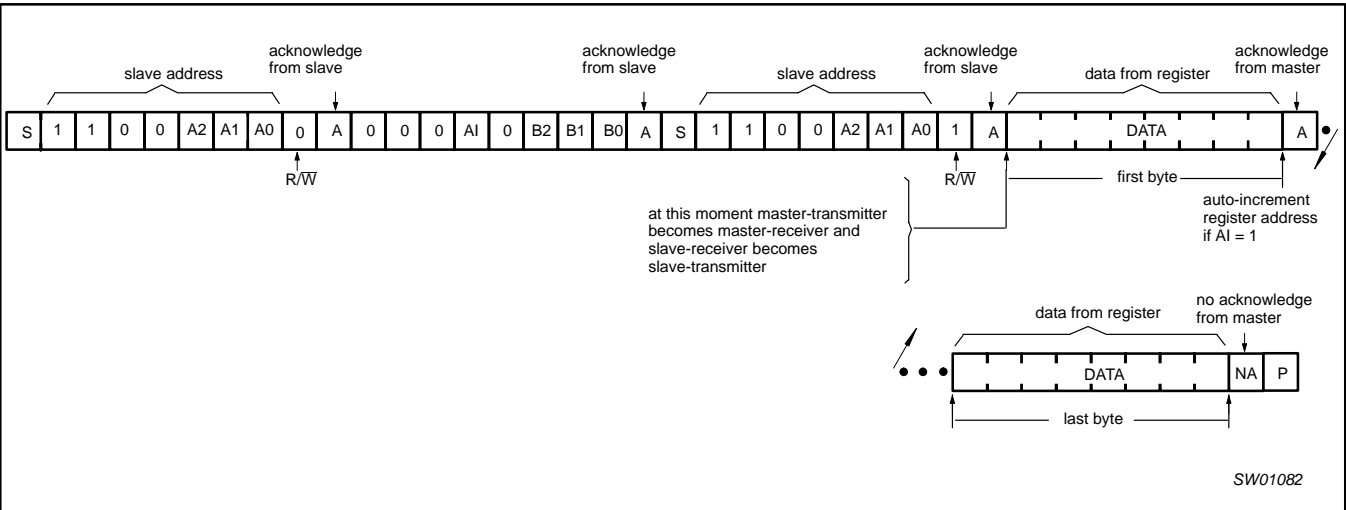 acknowledge
from slave
acknowledge
from slave
acknowledge
from slave
acknowledge
from master
slave address
slave address
data from register
S 1 1 0 0 A2 A1 A0 0 A 0 0 0 AI 0 B2 B1 B0 A S 1 1 0 0 A2 A1 A0 1 A DATA A
R/W̅
R/W̅
first byte
at this moment master-transmitter
becomes master-receiver and
slave-receiver becomes
slave-transmitter
auto-increment
register address
if AI = 1
no acknowledge
from master
data from register
DATA NA P
last byte
SW01082